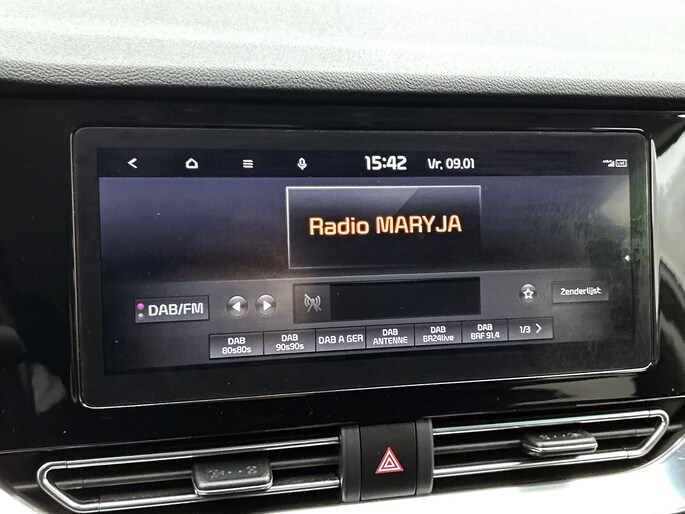 15:42 Vr. 09.01
Radio MARYJA
DAB/FM
Zenderlijst
DAB
80s80s
DAB
90s90s
DAB A GER
DAB
ANTENNE
DAB
BR24live
DAB
BRF 91,4
1/3